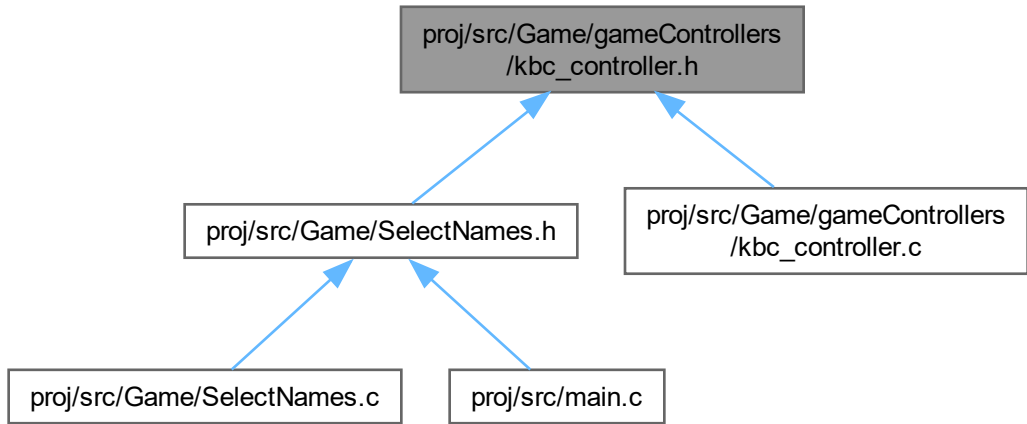 proj/src/Game/gameControllers
/kbc_controller.h
proj/src/Game/SelectNames.h
proj/src/Game/gameControllers
/kbc_controller.c
proj/src/Game/SelectNames.c
proj/src/main.c